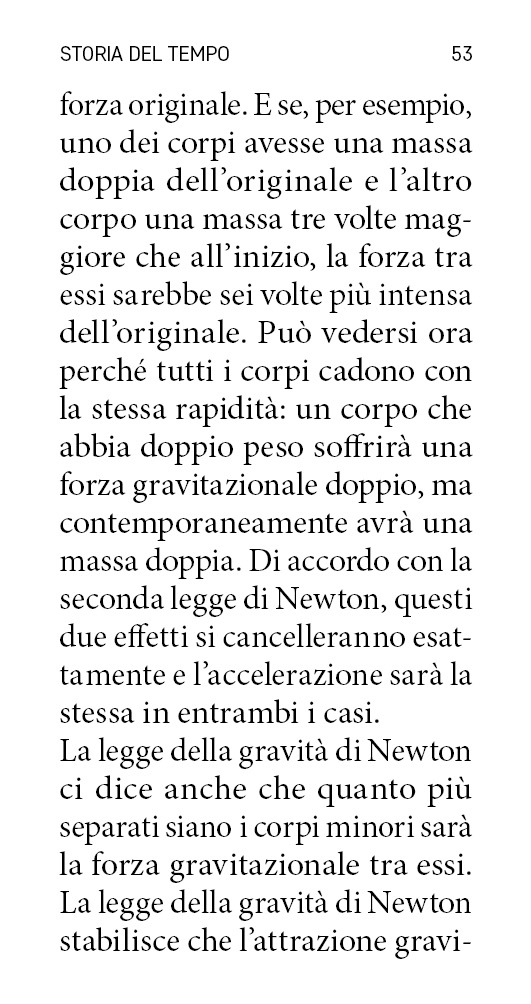 STORIA DEL TEMPO 53
forza originale. E se, per esempio,
uno dei corpi avesse una massa
doppia dell'originale e l'altro
corpo una massa tre volte mag-
giore che all'inizio, la forza tra
essi sarebbe sei volte più intensa
dell'originale. Può vedersi ora
perché tutti i corpi cadono con
la stessa rapidità: un corpo che
abbia doppio peso soffrirà una
forza gravitazionale doppio, ma
contemporaneamente avrà una
massa doppia. Di accordo con la
seconda legge di Newton, questi
due effetti si cancelleranno esat-
tamente e l'accelerazione sarà la
stessa in entrambi i casi.
La legge della gravità di Newton
ci dice anche che quanto più
separati siano i corpi minori sarà
la forza gravitazionale tra essi.
La legge della gravità di Newton
stabilisce che l'attrazione gravi-